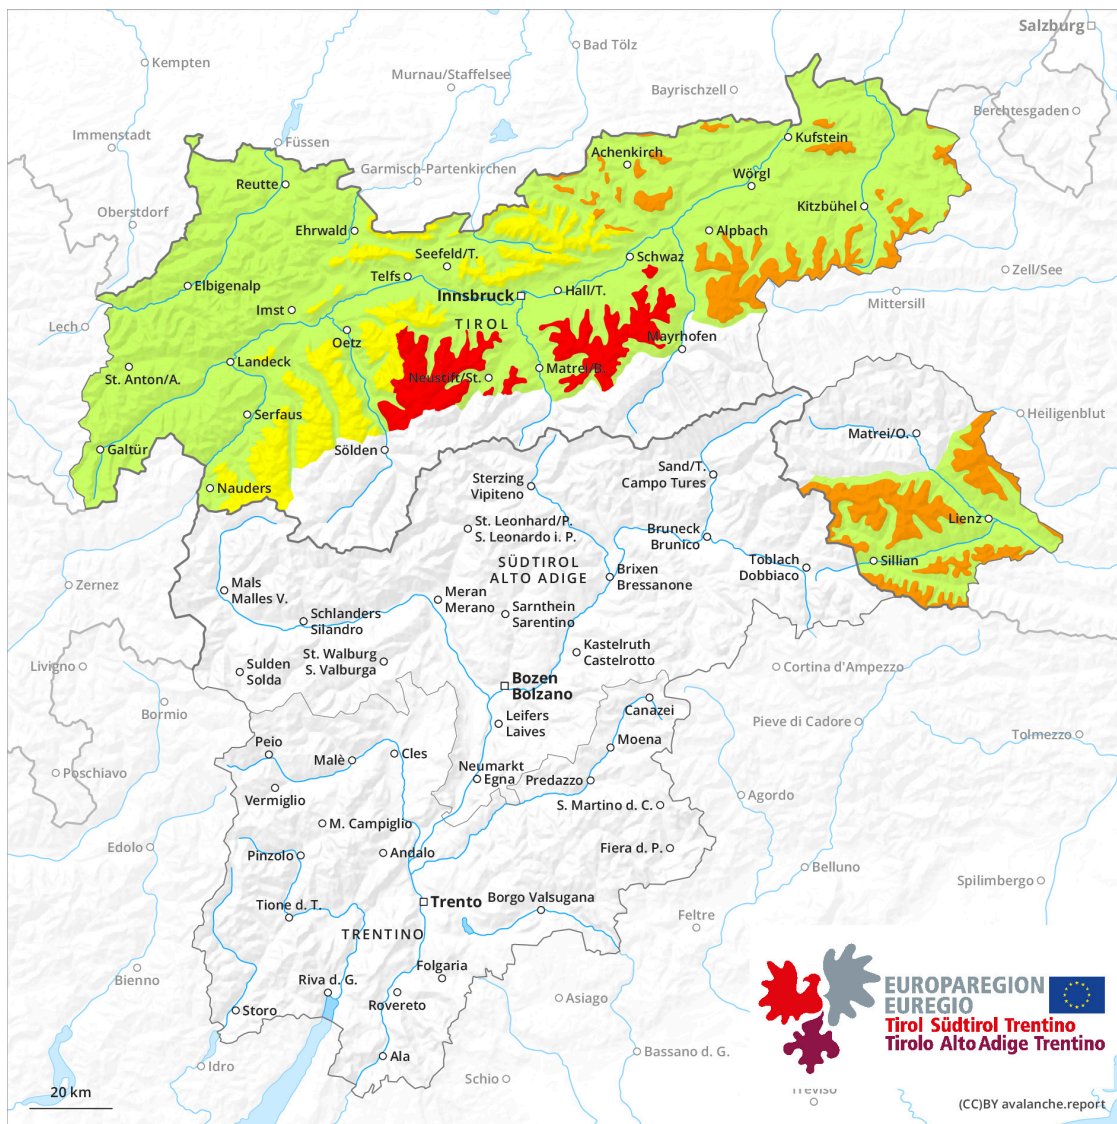 Salzburg
Bad Tölz
Kempten
Murnau/Staffelsee
Bayrischzell
Berchtesgaden
Immenstadt
Füssen
Kufstein
Achenkirch
Garmisch-Partenkirchen
Wörgl
Reutte
Oberstdorf
Kitzbühel
Ehrwald
Alpbach
Seefeld/T.
Schwaz
Telfs
Zell/See
Elbigenalp
Hall/T.
Innsbruck
Mittersill
Imst
TIROL
Lech
Oetz
Mayrhofen
Landeck
Matrei/B.
St. Anton/A.
Neustift/St.
Serfaus
Heiligenblut
Matrei/O.
Galtür
Sölden
Sand/T.
Campo Tures
Sterzing
Vipiteno
Nauders
St. Leonhard/P.
S. Leonardo i. P.
Lienz
Bruneck
Brunico
SÜDTIROL
ALTO ADIGE
Toblach
Dobbiaco
Sillian
Brixen
Bressanone
Zernez
Mals
Malles V.
Meran
Merano
Sarnthein
Sarentino
Schlanders
Silandro
Kastelruth
Castelrotto
St. Walburg
S. Valburga
Livigno
Sulden
Solda
Cortina d'Ampezzo
Bozen
Bolzano
Bormio
Canazei
Leifers
Laives
Pieve di Cadore
Tolmezzo
Peio
Moena
Malè
Cles
Poschiavo
Neumarkt
Egna
Predazzo
Vermiglio
Agordo
S. Martino d. C.
M. Campiglio
Edolo
Pinzolo
Andalo
Fiera d. P.
Belluno
Spilimbergo
Tione d. T.
Trento
Borgo Valsugana
Feltre
TRENTINO
Folgaria
Bienno
Riva d. G.
Rovereto
Asiago
Storo
EUROPAREGION
EUREGIO
Tirol Südtirol Trentino
Tirolo Alto Adige Trentino
Ala
Bassano d. G.
Idro
Schio
Treviso
20 km
(CC)BY avalanche.report